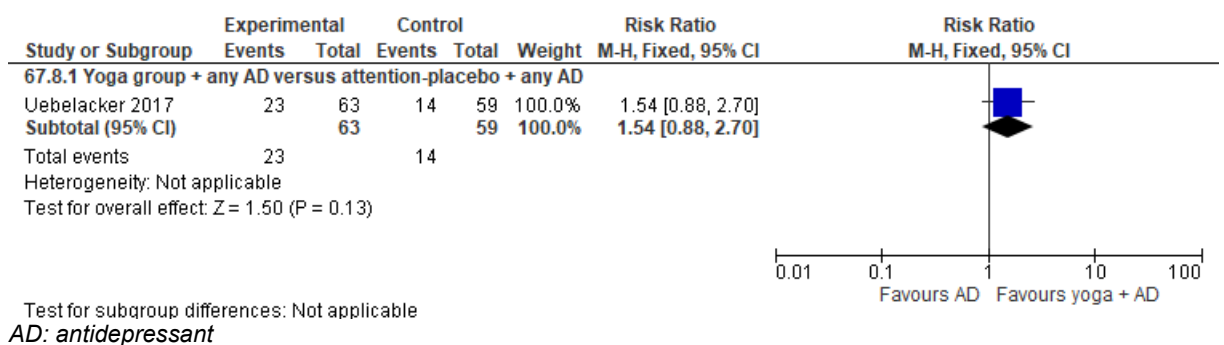 Experimental Control Risk Ratio Risk Ratio
Study or Subgroup Events Total Events Total Weight M-H, Fixed, 95% CI M-H, Fixed, 95% CI
67.8.1 Yoga group + any AD versus attention-placebo + any AD
Uebelacker 2017 23 63 14 59 100.0% 1.54 [0.88, 2.70]
Subtotal (95% CI) 63 59 100.0% 1.54 [0.88, 2.70]
Total events 23 14
Heterogeneity: Not applicable
Test for overall effect: Z = 1.50 (P = 0.13)
0.01 0.1 1 10 100
Favours AD Favours yoga + AD
Test for subgroup differences: Not applicable
AD: antidepressant